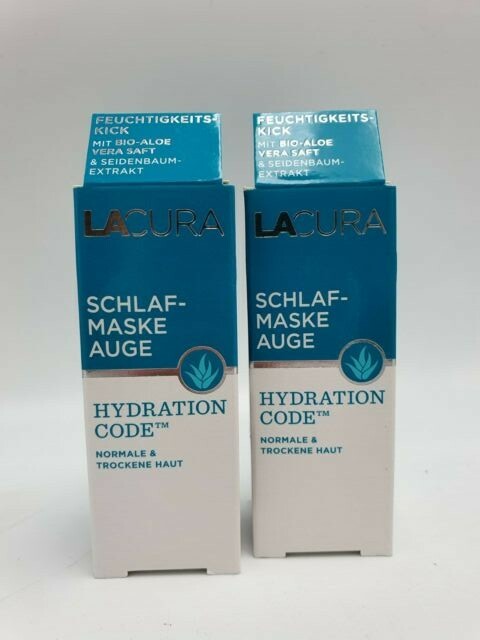 FEUCHTIGKEITS-
KICK
MIT BIO-ALOE
VERA SAFT
& SEIDENBAUM-
EXTRAKT
LACURA
SCHLAF-
MASKE
AUGE
HYDRATION
CODE™
NORMALE &
TROCKENE HAUT
FEUCHTIGKEITS-
KICK
MIT BIO-ALOE
VERA SAFT
& SEIDENBAUM-
EXTRAKT
LACURA
SCHLAF-
MASKE
AUGE
HYDRATION
CODE™
NORMALE &
TROCKENE HAUT